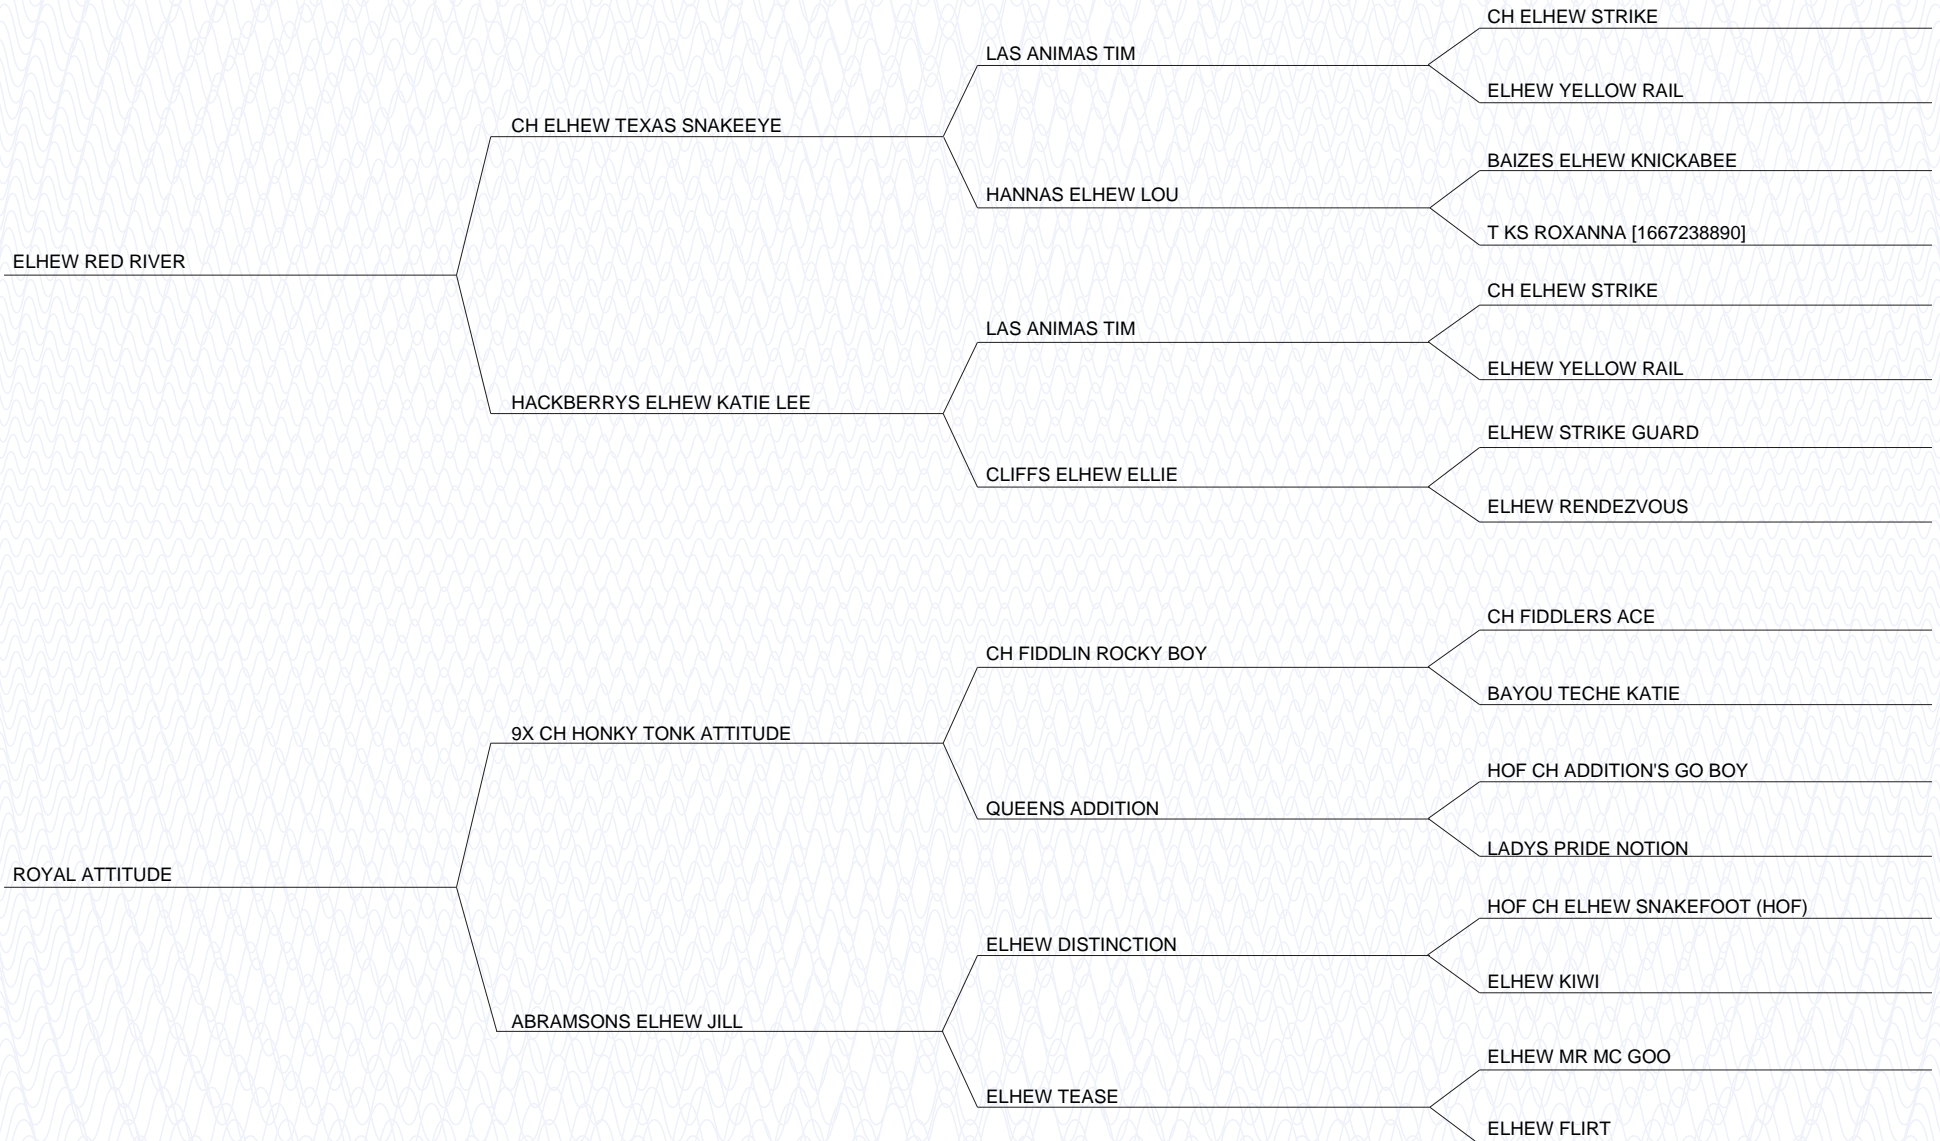 CH ELHEW STRIKE
LAS ANIMAS TIM
ELHEW YELLOW RAIL
CH ELHEW TEXAS SNAKEEYE
BAIZES ELHEW KNICKABEE
HANNAS ELHEW LOU
T KS ROXANNA [1667238890]
ELHEW RED RIVER
CH ELHEW STRIKE
LAS ANIMAS TIM
ELHEW YELLOW RAIL
HACKBERRYS ELHEW KATIE LEE
ELHEW STRIKE GUARD
CLIFFS ELHEW ELLIE
ELHEW RENDEZVOUS
CH FIDDLERS ACE
CH FIDDLIN ROCKY BOY
BAYOU TECHE KATIE
9X CH HONKY TONK ATTITUDE
HOF CH ADDITION'S GO BOY
QUEENS ADDITION
LADYS PRIDE NOTION
ROYAL ATTITUDE
HOF CH ELHEW SNAKEFOOT (HOF)
ELHEW DISTINCTION
ELHEW KIWI
ABRAMSONS ELHEW JILL
ELHEW MR MC GOO
ELHEW TEASE
ELHEW FLIRT